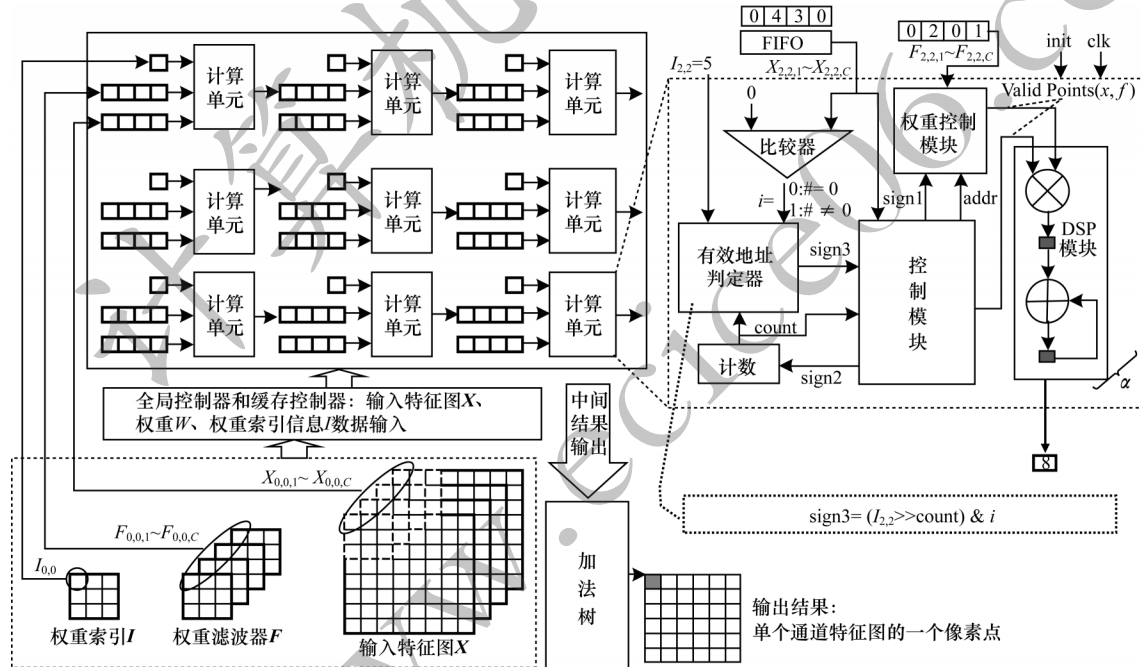 0 4 3 0
FIFO
X2,2,1~X2,2,C
I2,2=5
0
0 2 0 1
F2,2,1~F2,2,C
init
clk
Valid Points(x, f)
计算
单元
计算
单元
计算
单元
计算
单元
计算
单元
计算
单元
计算
单元
计算
单元
计算
单元
比较器
i=
0:#= 0
1:# ≠ 0
权重控制
模块
sign1
addr
DSP
模块
有效地址
判定器
sign3
控
制
模
块
count
计数
sign2
α
8
sign3= (I2,2>>count) & i
全局控制器和缓存控制器：输入特征图X、
权重W、权重索引信息I数据输入
中间
结果
输出
X0,0,1~ X0,0,C
F0,0,1~F0,0,C
I0,0
权重索引I
权重滤波器F
输入特征图X
加
法
树
输出结果：
单个通道特征图的一个像素点
计算机
www.ecice06.co